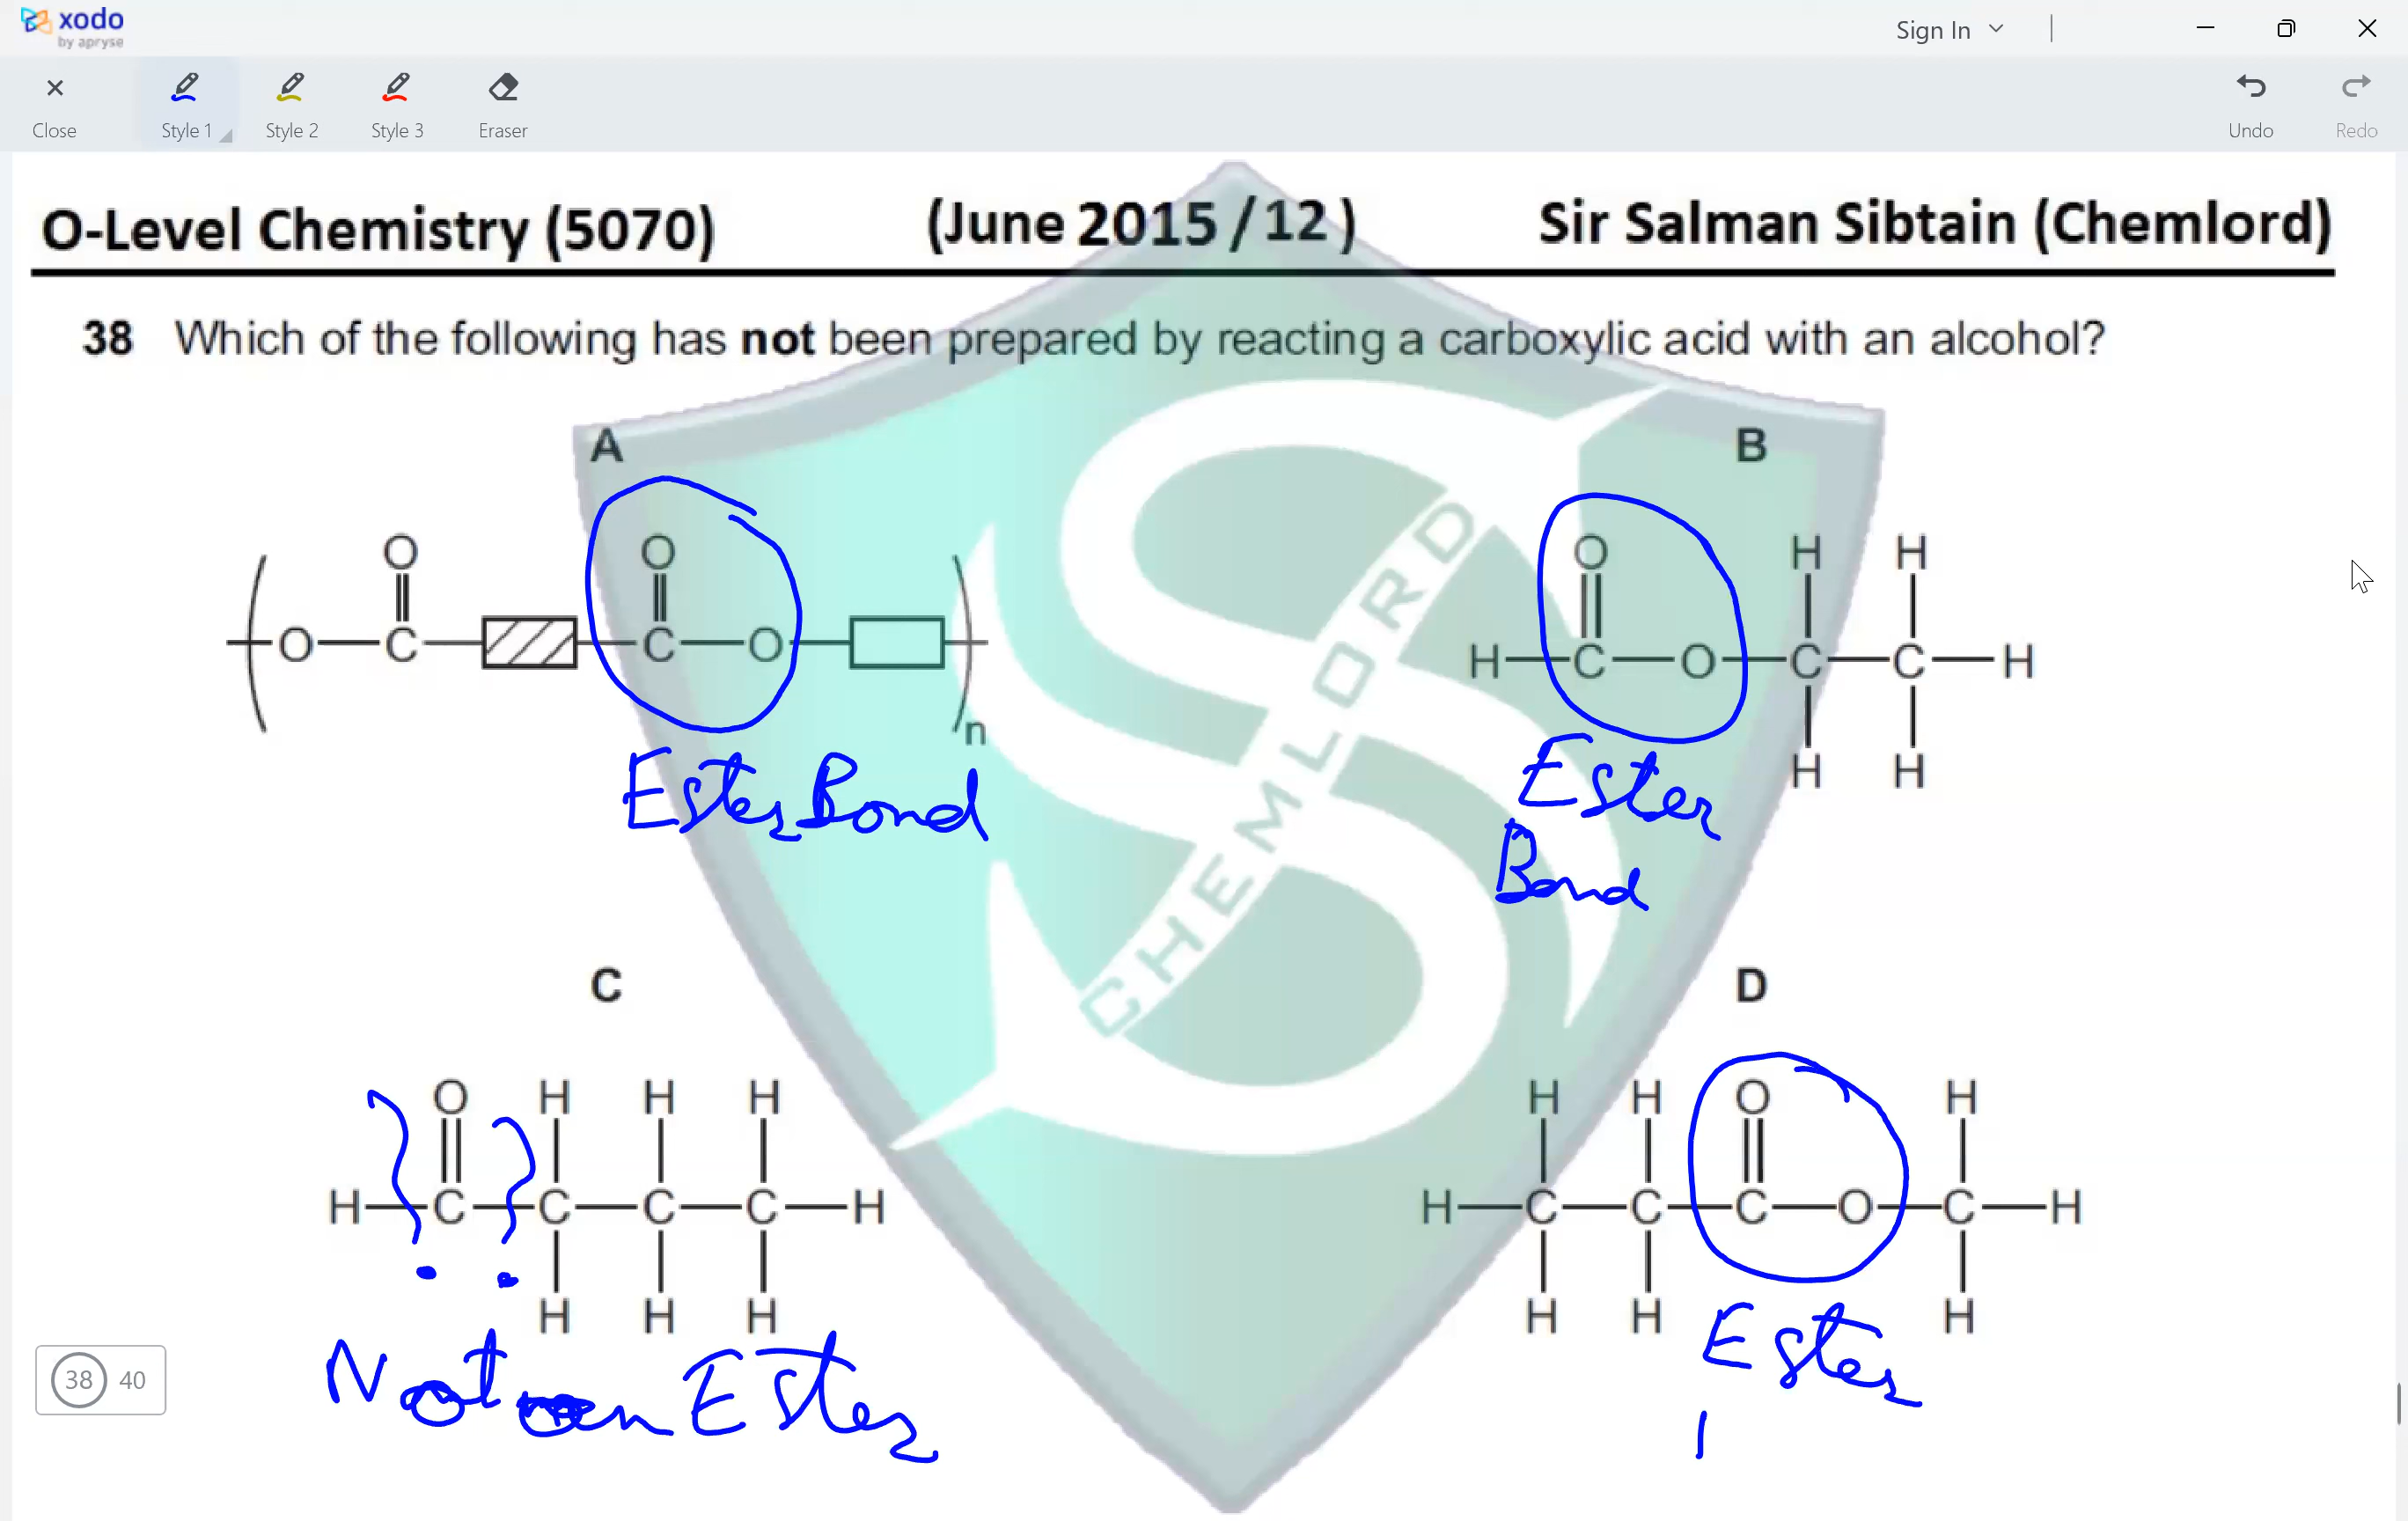 xodo
by apryse
Sign In
Close
Style 1
Style 2
Style 3
Eraser
Undo
Redo
O-Level Chemistry (5070) (June 2015 / 12 ) Sir Salman Sibtain (Chemlord)
38 Which of the following has not been prepared by reacting a carboxylic acid with an alcohol?
A
B
O O
O C C O
n
O H H
H C O C C H
H H
Ester Bond
Ester
Bond
CHEMLORD
C
D
O H H H
H C C C C H
H H H
H H O H
H C C C O C H
H H H
Not an Ester
Ester
38 40